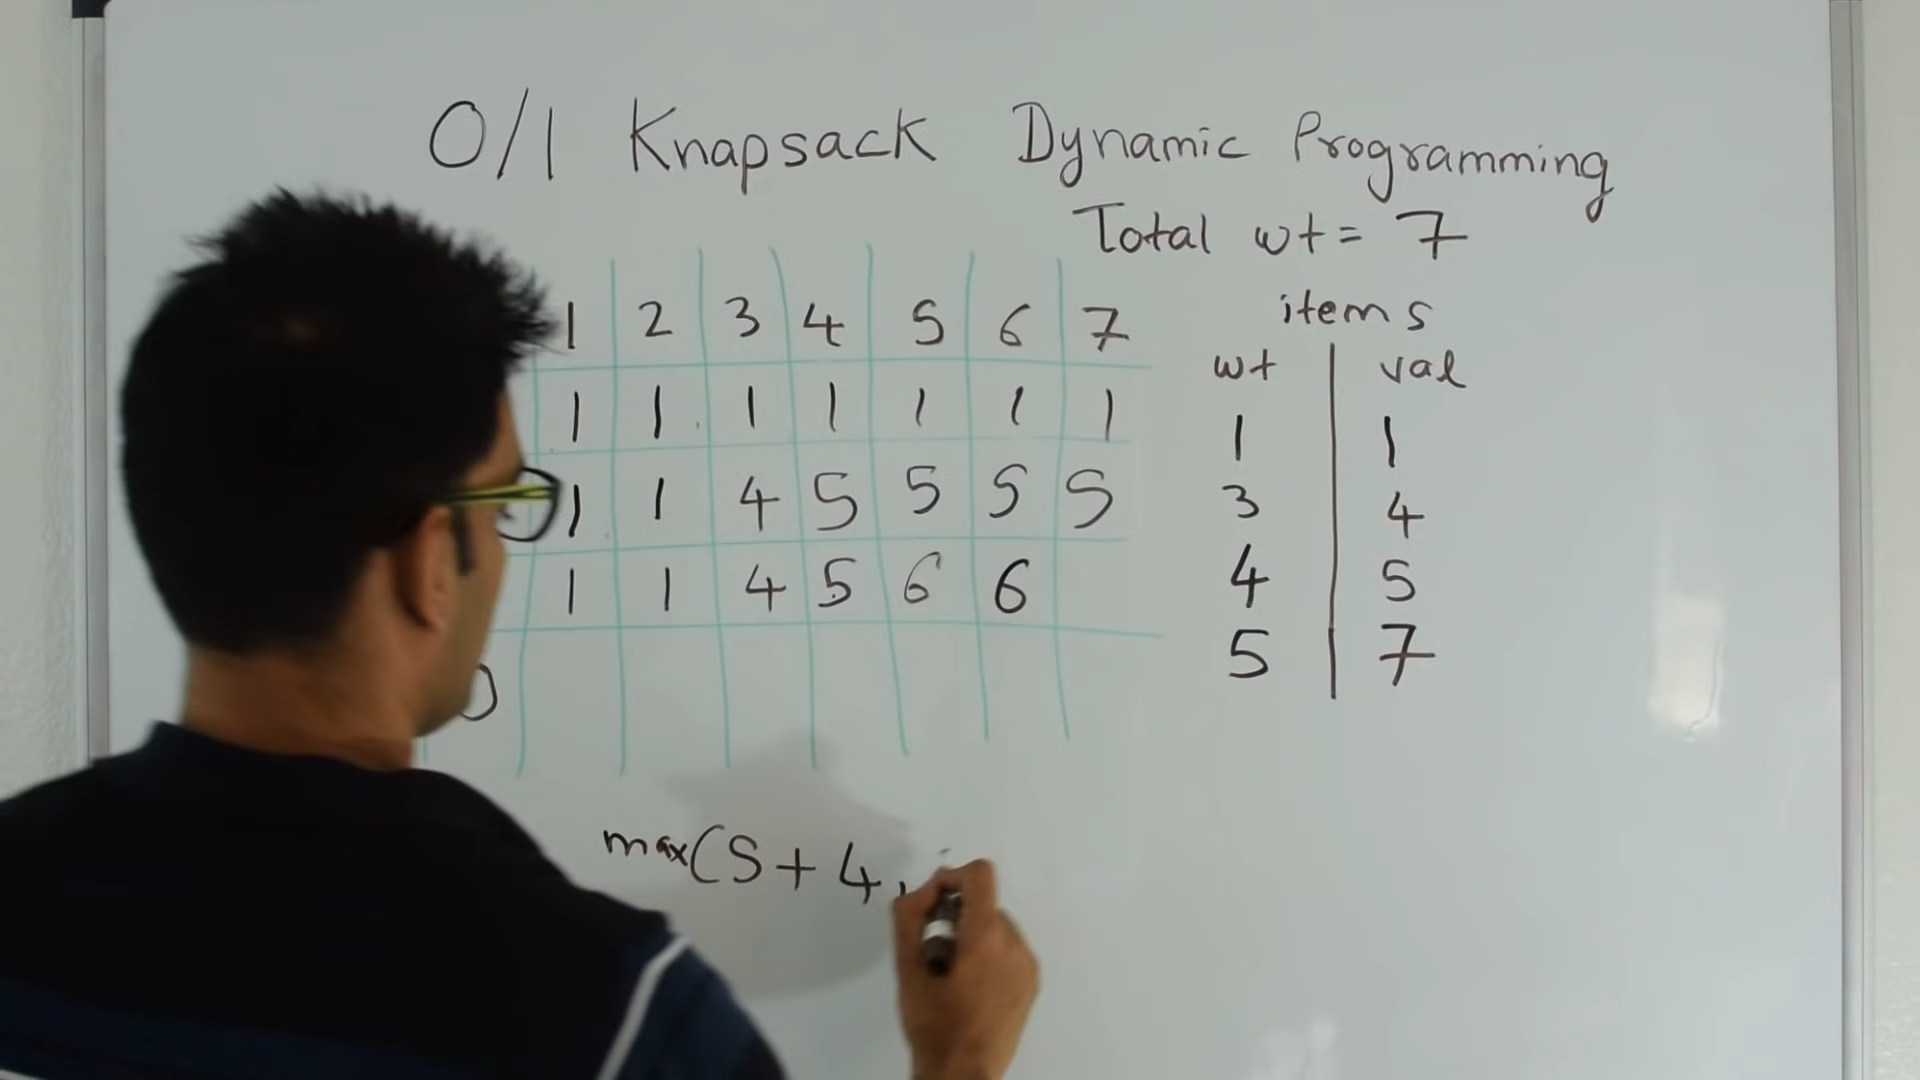 0/1 Knapsack Dynamic Programming
Total wt = 7
1 2 3 4 5 6 7
1 1 1 1 1 1 1
1 1 4 5 5 5 5
1 1 4 5 6 6
0
items
wt val
1 1
3 4
4 5
5 7
max(5+4,